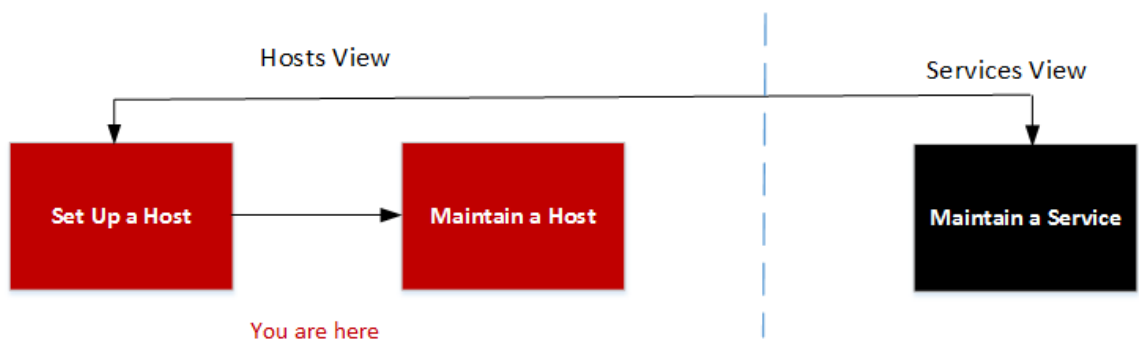 Hosts View
Services View
Set Up a Host
Maintain a Host
Maintain a Service
You are here